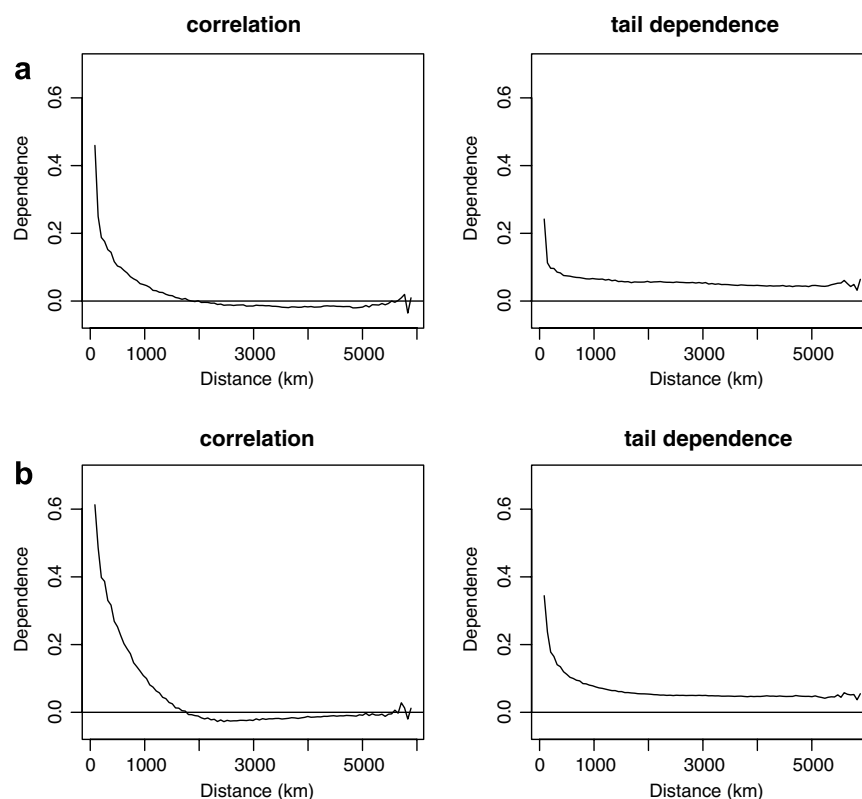 correlation
tail dependence
a
Dependence
0.0 0.2 0.4 0.6
0 1000 3000 5000
Distance (km)
Dependence
0.0 0.2 0.4 0.6
0 1000 3000 5000
Distance (km)
correlation
tail dependence
b
Dependence
0.0 0.2 0.4 0.6
0 1000 3000 5000
Distance (km)
Dependence
0.0 0.2 0.4 0.6
0 1000 3000 5000
Distance (km)